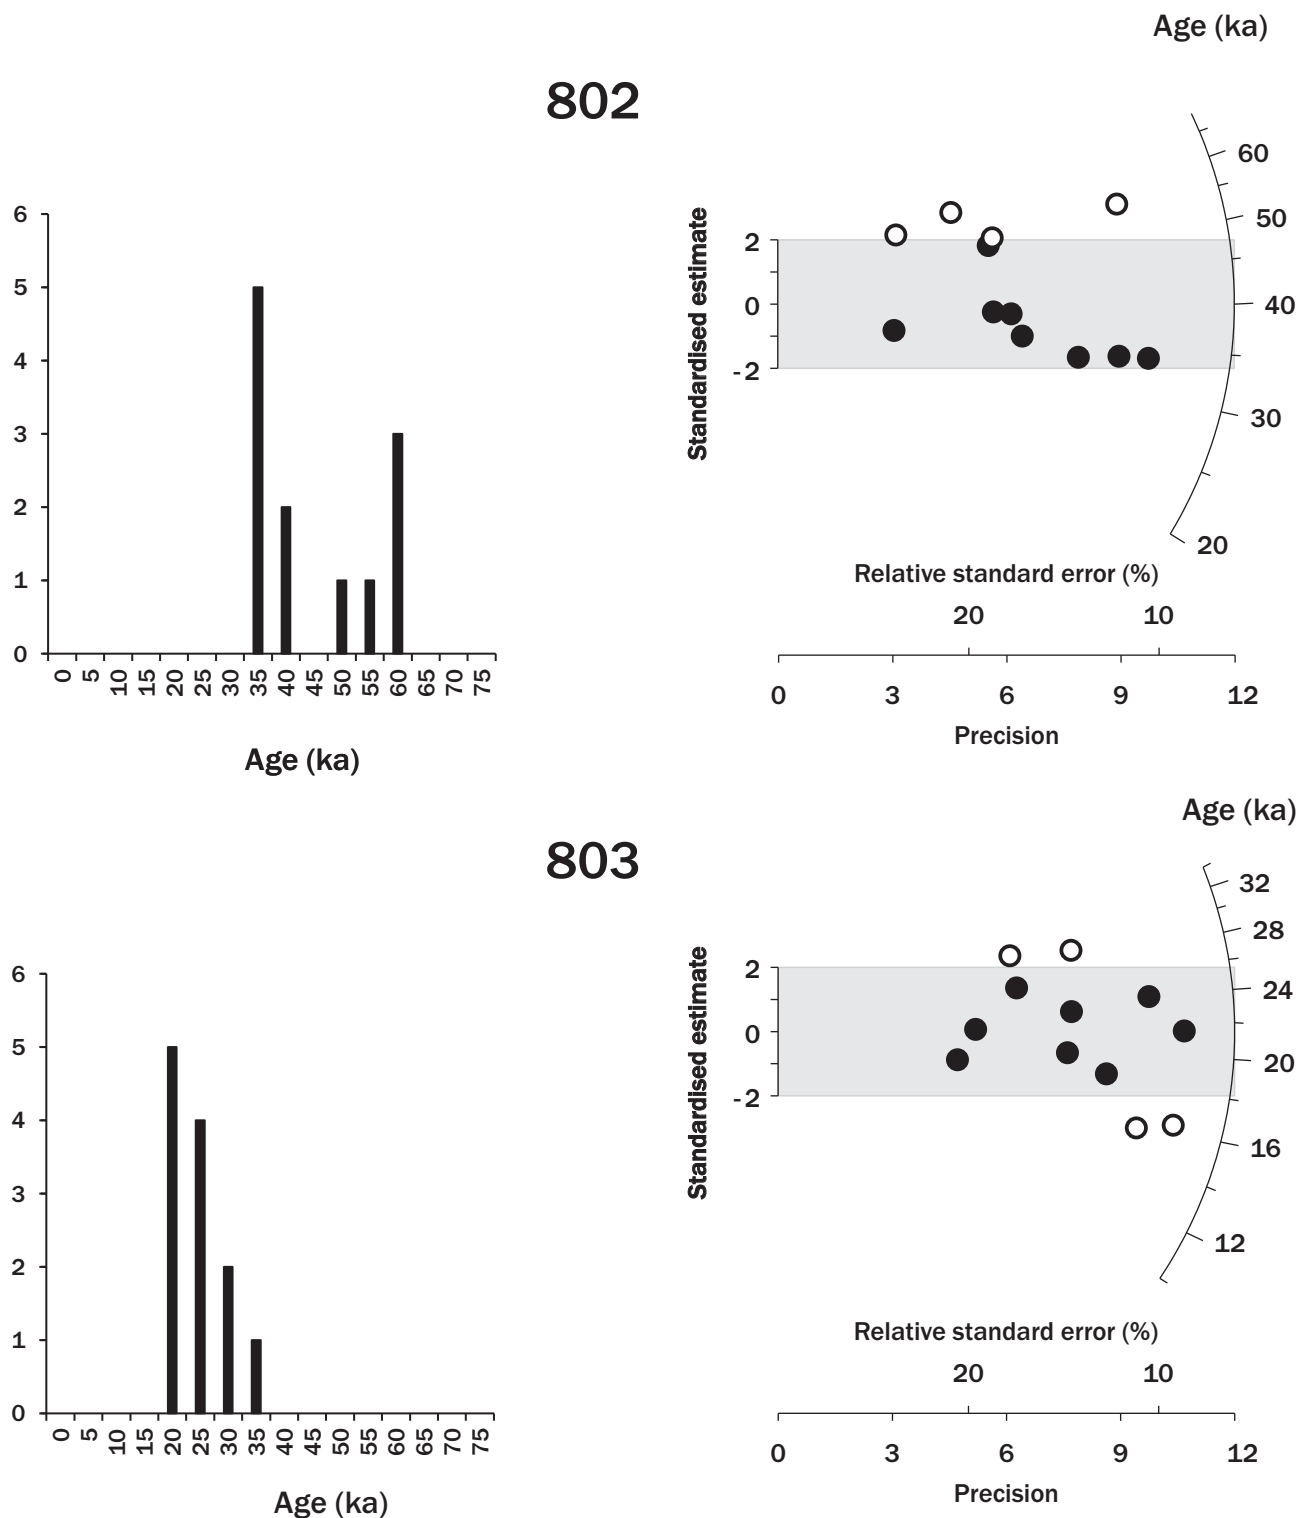 Age (ka)
802
6
5
4
3
2
1
0
0 5 10 15 20 25 30 35 40 45 50 55 60 65 70 75
Age (ka)
Standardised estimate
2
0
-2
60
50
40
30
20
Relative standard error (%)
20 10
0 3 6 9 12
Precision
Age (ka)
803
6
5
4
3
2
1
0
0 5 10 15 20 25 30 35 40 45 50 55 60 65 70 75
Age (ka)
Standardised estimate
2
0
-2
32
28
24
20
16
12
Relative standard error (%)
20 10
0 3 6 9 12
Precision